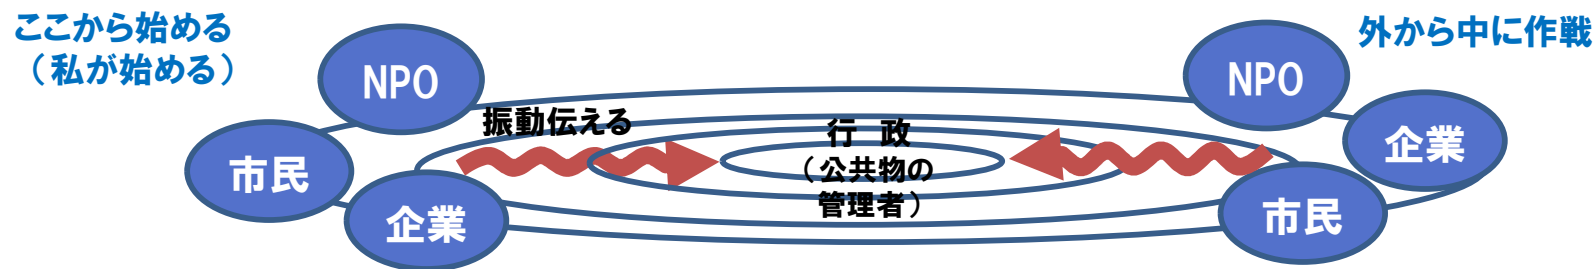 ここから始める
（私が始める）
外から中に作戦
NPO
NPO
振動伝える
行 政
（公共物の
管理者）
市民
企業
企業
市民